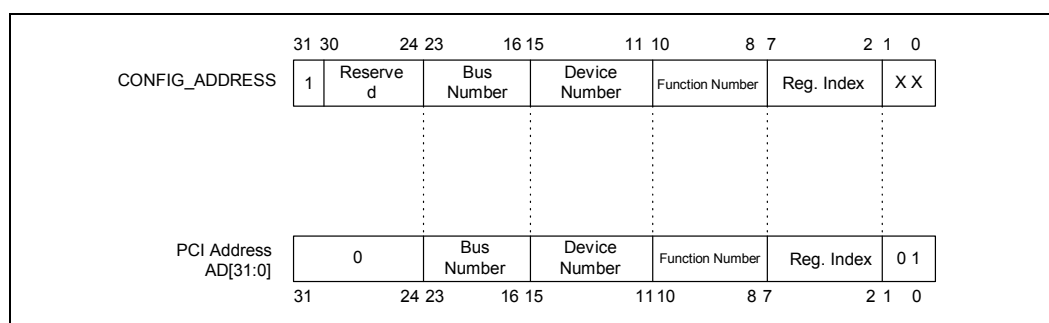 31 30 24 23 16 15 11 10 8 7 2 1 0
CONFIG_ADDRESS 1 Reserve d Bus Number Device Number Function Number Reg. Index X X
PCI Address AD[31:0] 0 Bus Number Device Number Function Number Reg. Index 0 1
31 24 23 16 15 11 10 8 7 2 1 0